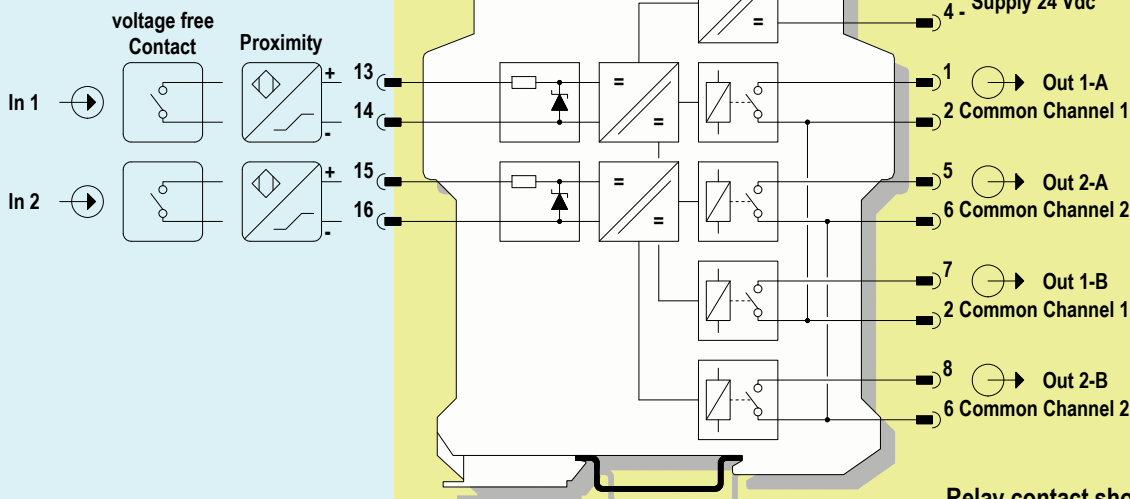 4 - Supply 24 Vdc
voltage free
Contact
Proximity
In 1
+ 13
14
-
1 Out 1-A
2 Common Channel 1
= =
In 2
+ 15
16
-
5 Out 2-A
6 Common Channel 2
= =
7 Out 1-B
2 Common Channel 1
8 Out 2-B
6 Common Channel 2
Relay contact